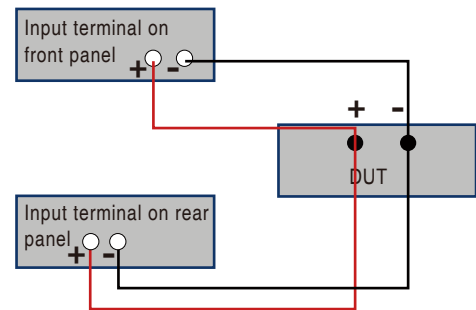 Input terminal on
front panel
+ -
+ -
DUT
Input terminal on rear
panel
+ -